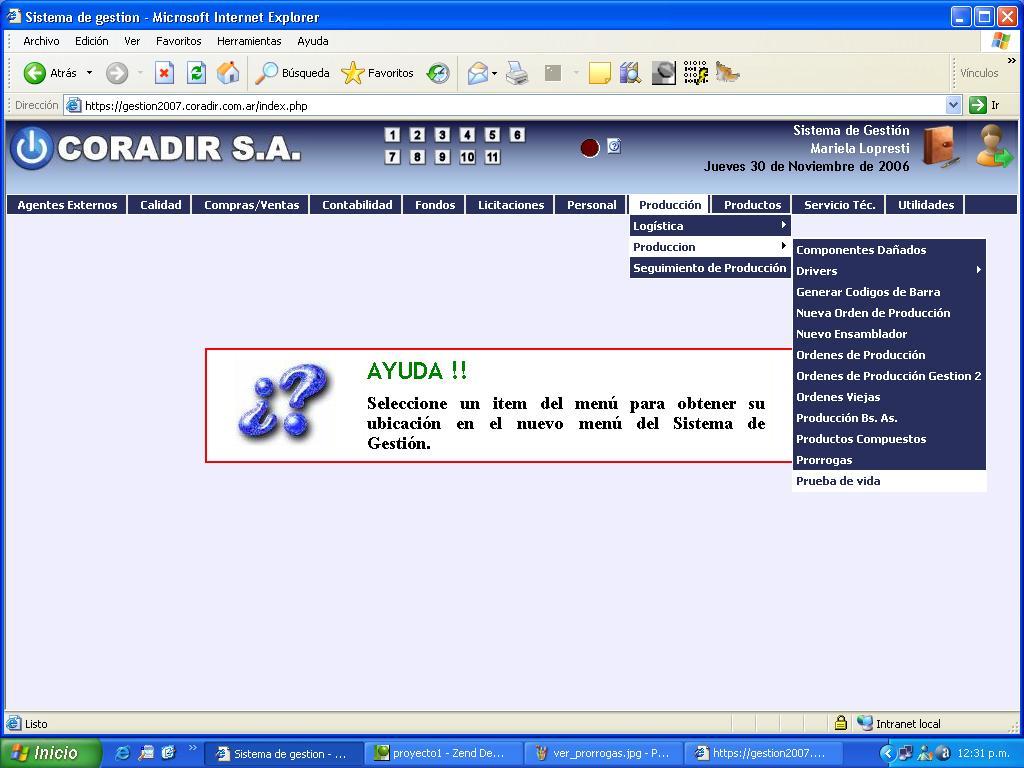 Sistema de gestion - Microsoft Internet Explorer
Archivo Edición Ver Favoritos Herramientas Ayuda
Atrás Búsqueda Favoritos Vínculos »
Dirección https://gestion2007.coradir.com.ar/index.php Ir
CORADIR S.A.
1 2 3 4 5 6
7 8 9 10 11
Sistema de Gestión
Mariela Lopresti
Jueves 30 de Noviembre de 2006
Agentes Externos Calidad Compras/Ventas Contabilidad Fondos Licitaciones Personal Producción Productos Servicio Téc. Utilidades
Logística
Produccion
Seguimiento de Producción
Componentes Dañados
Drivers
Generar Codigos de Barra
Nueva Orden de Producción
Nuevo Ensamblador
Ordenes de Producción
Ordenes de Producción Gestion 2
Ordenes Viejas
Producción Bs. As.
Productos Compuestos
Prorrogas
Prueba de vida
¿?
AYUDA !!
Seleccione un item del menú para obtener su
ubicación en el nuevo menú del Sistema de
Gestión.
Listo Intranet local
Inicio » Sistema de gestion - ... proyecto1 - Zend De... ver_prorrogas.jpg - P... https://gestion2007.... 12:31 p.m.